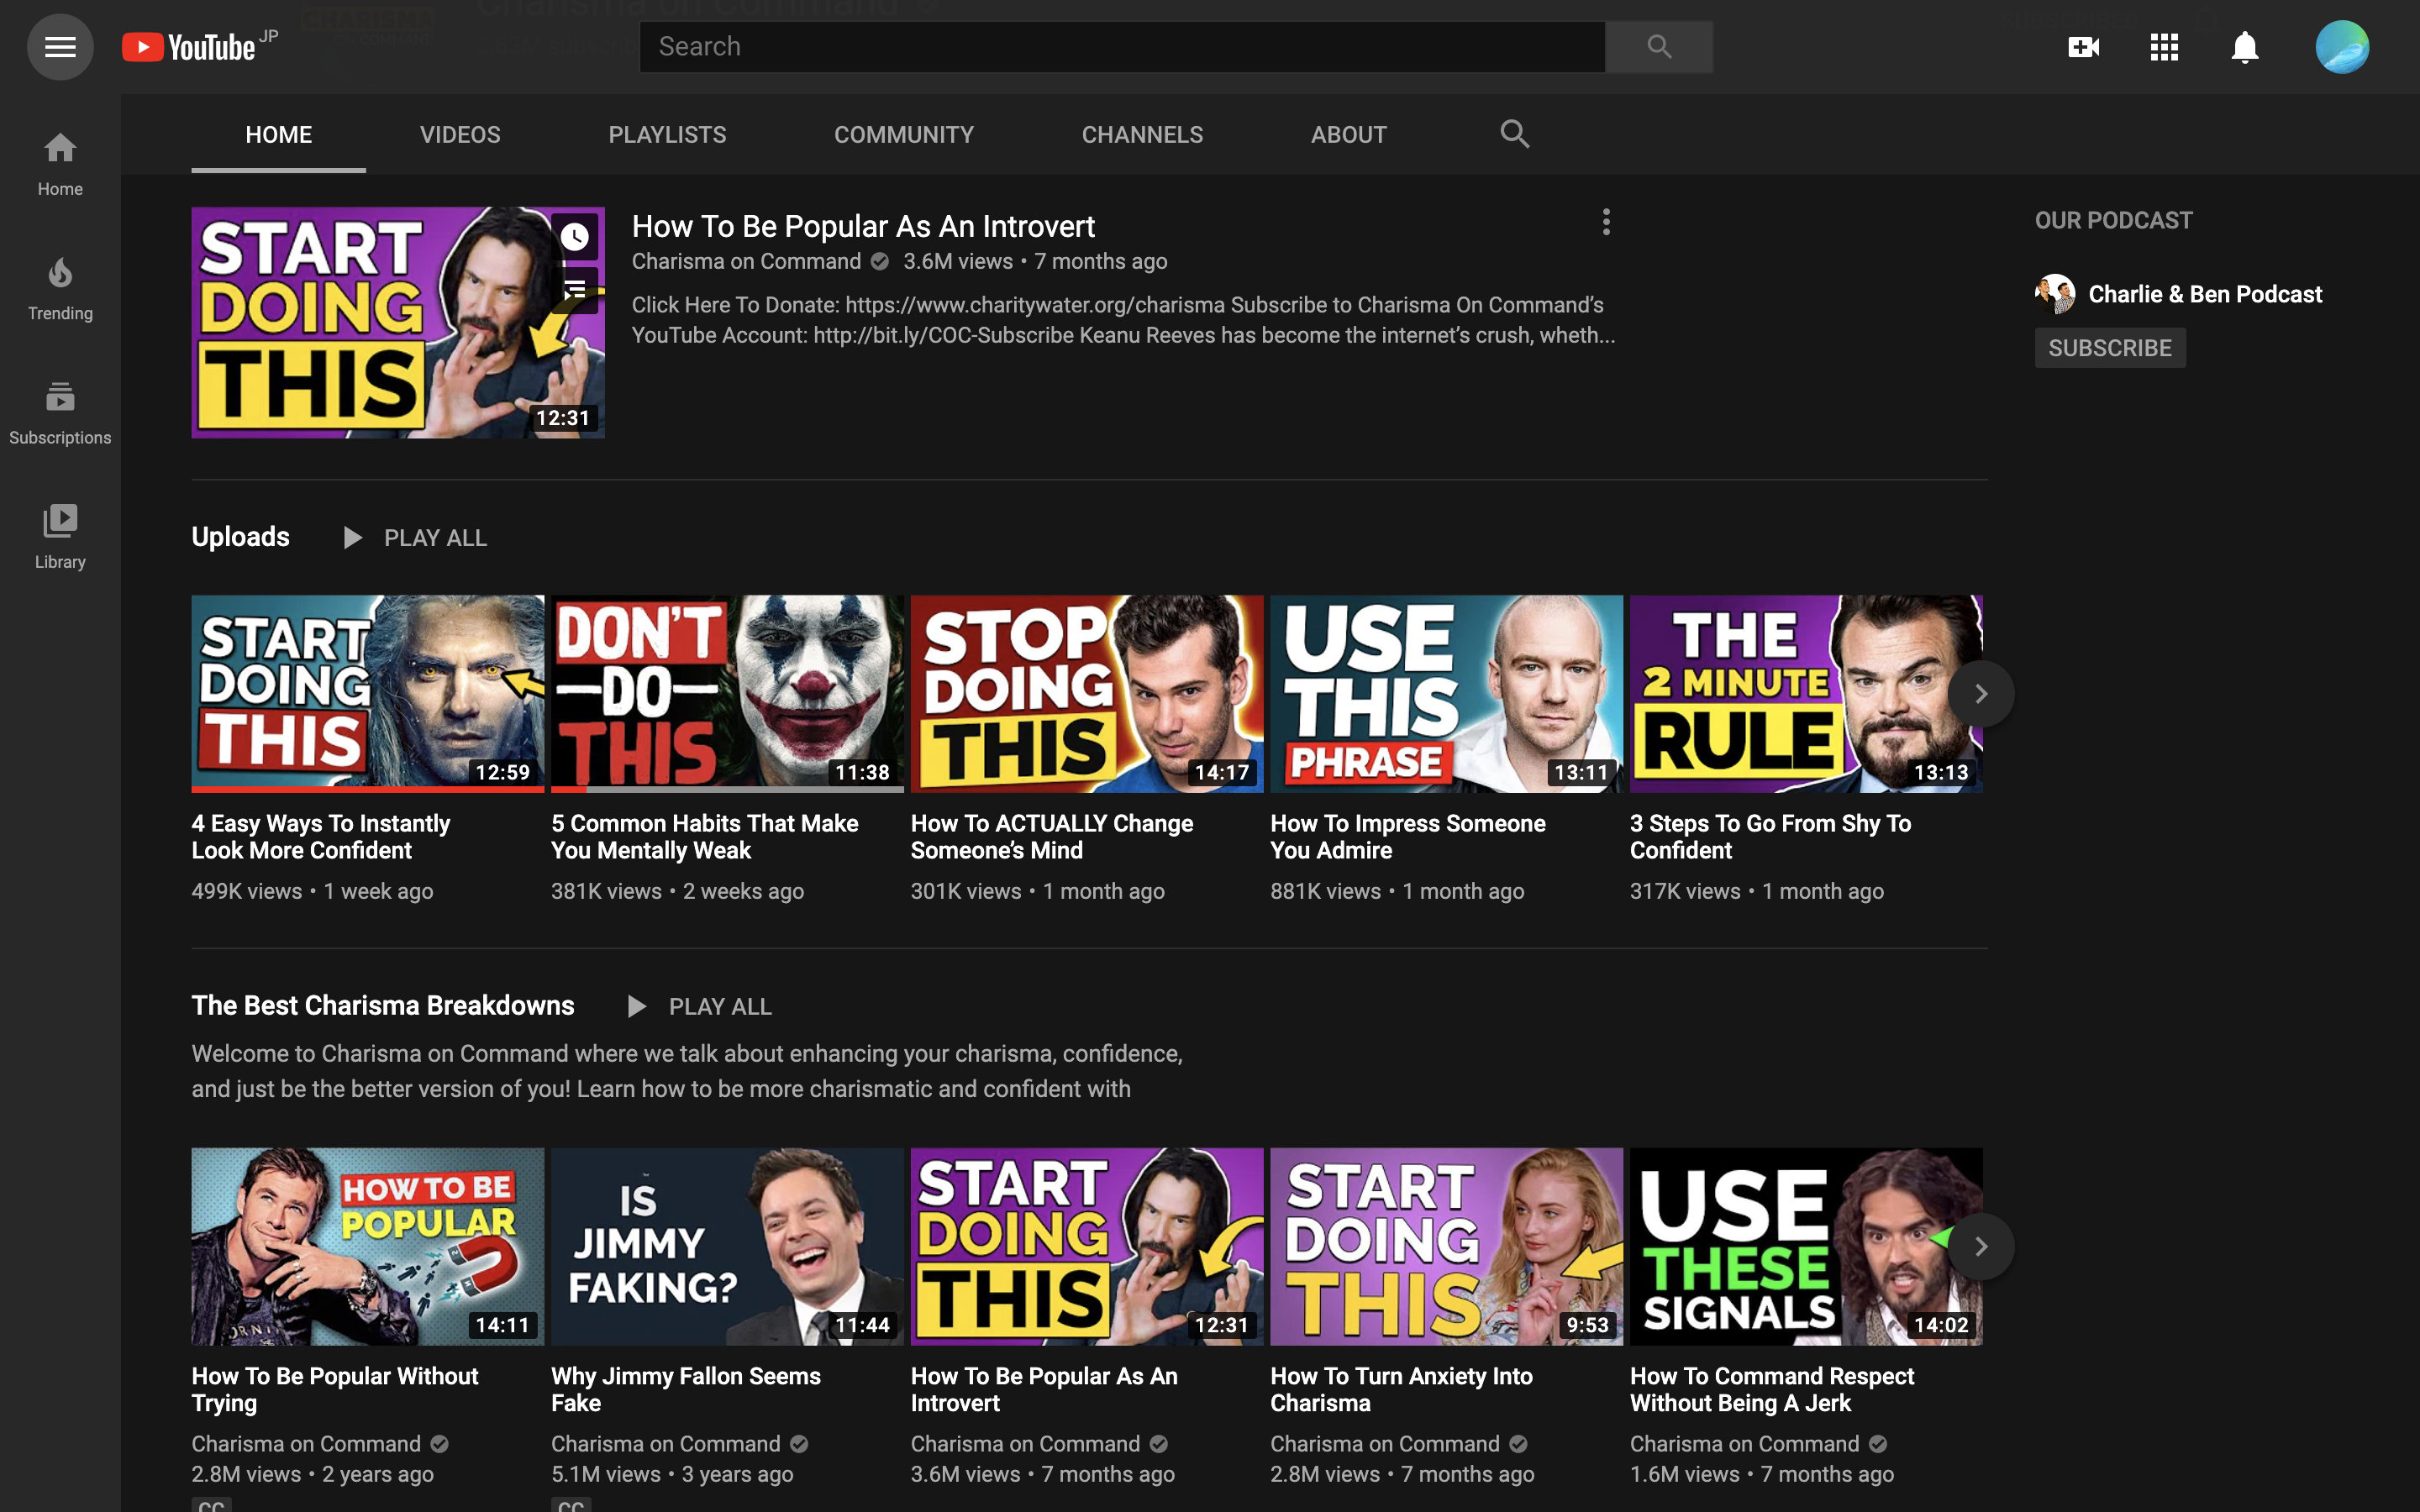 YouTube JP
Search
Home
Trending
Subscriptions
Library
HOME
VIDEOS
PLAYLISTS
COMMUNITY
CHANNELS
ABOUT
START
DOING
THIS
12:31
How To Be Popular As An Introvert
Charisma on Command 3.6M views • 7 months ago
Click Here To Donate: https://www.charitywater.org/charisma Subscribe to Charisma On Command’s
YouTube Account: http://bit.ly/COC-Subscribe Keanu Reeves has become the internet’s crush, wheth...
OUR PODCAST
Charlie & Ben Podcast
SUBSCRIBE
Uploads
PLAY ALL
START
DOING
THIS
12:59
4 Easy Ways To Instantly
Look More Confident
499K views • 1 week ago
DON'T
DO
THIS
11:38
5 Common Habits That Make
You Mentally Weak
381K views • 2 weeks ago
STOP
DOING
THIS
14:17
How To ACTUALLY Change
Someone’s Mind
301K views • 1 month ago
USE
THIS
PHRASE
13:11
How To Impress Someone
You Admire
881K views • 1 month ago
THE
2 MINUTE
RULE
13:13
3 Steps To Go From Shy To
Confident
317K views • 1 month ago
The Best Charisma Breakdowns
PLAY ALL
Welcome to Charisma on Command where we talk about enhancing your charisma, confidence,
and just be the better version of you! Learn how to be more charismatic and confident with
HOW TO BE
POPULAR
14:11
How To Be Popular Without
Trying
Charisma on Command
2.8M views • 2 years ago
CC
IS
JIMMY
FAKING?
11:44
Why Jimmy Fallon Seems
Fake
Charisma on Command
5.1M views • 3 years ago
CC
START
DOING
THIS
12:31
How To Be Popular As An
Introvert
Charisma on Command
3.6M views • 7 months ago
START
DOING
THIS
9:53
How To Turn Anxiety Into
Charisma
Charisma on Command
2.8M views • 7 months ago
USE
THESE
SIGNALS
14:02
How To Command Respect
Without Being A Jerk
Charisma on Command
1.6M views • 7 months ago